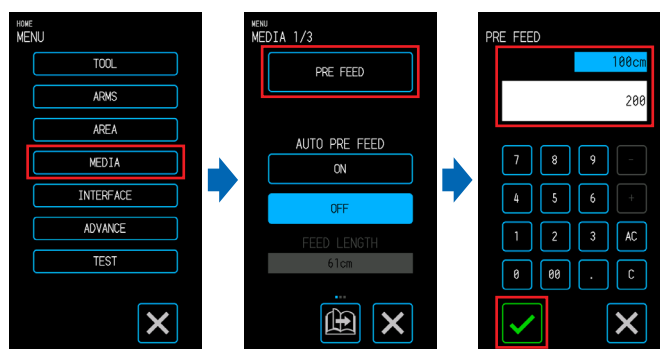 HOME
MENU
TOOL
ARMS
AREA
MEDIA
INTERFACE
ADVANCE
TEST
MENU
MEDIA 1/3
PRE FEED
AUTO PRE FEED
ON
OFF
FEED LENGTH
61cm
PRE FEED
100cm
200
7 8 9 -
4 5 6 +
1 2 3 AC
0 00 . C